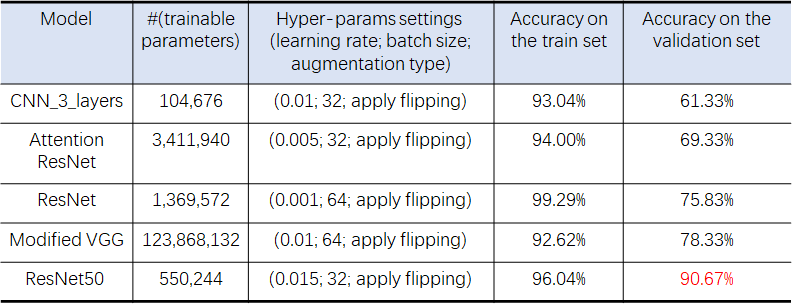 Model #(trainable parameters) Hyper-params settings (learning rate; batch size; augmentation type) Accuracy on the train set Accuracy on the validation set
CNN_3_layers 104,676 (0.01; 32; apply flipping) 93.04% 61.33%
Attention ResNet 3,411,940 (0.005; 32; apply flipping) 94.00% 69.33%
ResNet 1,369,572 (0.001; 64; apply flipping) 99.29% 75.83%
Modified VGG 123,868,132 (0.01; 64; apply flipping) 92.62% 78.33%
ResNet50 550,244 (0.015; 32; apply flipping) 96.04% 90.67%